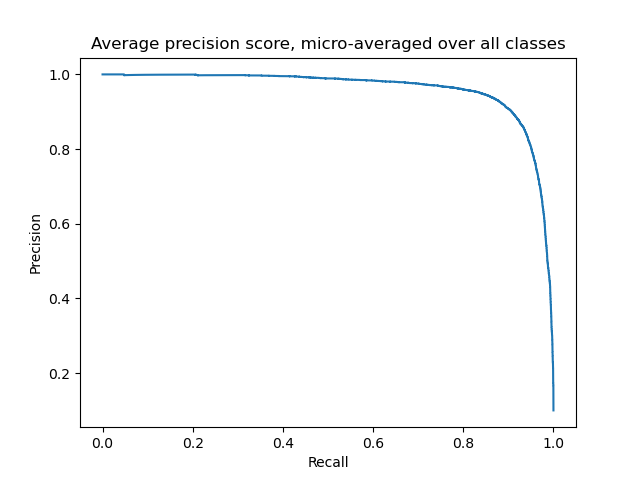 Average precision score, micro-averaged over all classes
1.0
0.8
0.6
0.4
0.2
Precision
0.0 0.2 0.4 0.6 0.8 1.0
Recall